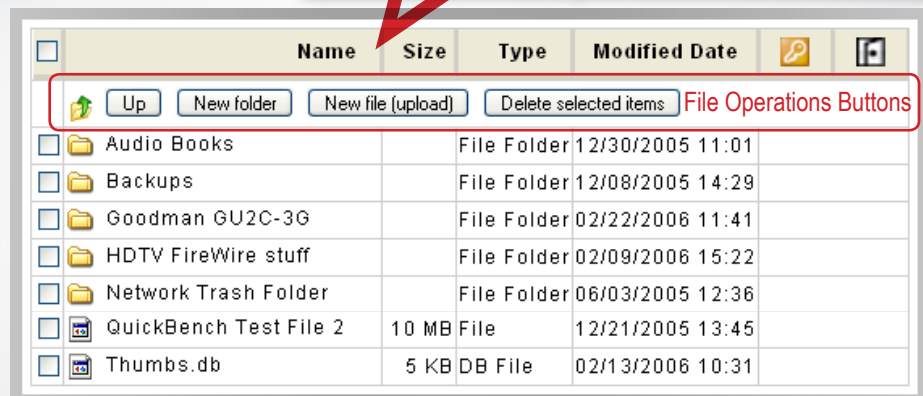 Name Size Type Modified Date
Up New folder New file (upload) Delete selected items File Operations Buttons
Audio Books File Folder 12/30/2005 11:01
Backups File Folder 12/08/2005 14:29
Goodman GU2C-3G File Folder 02/22/2006 11:41
HDTV FireWire stuff File Folder 02/09/2006 15:22
Network Trash Folder File Folder 06/03/2005 12:36
QuickBench Test File 2 10 MB File 12/21/2005 13:45
Thumbs.db 5 KB DB File 02/13/2006 10:31